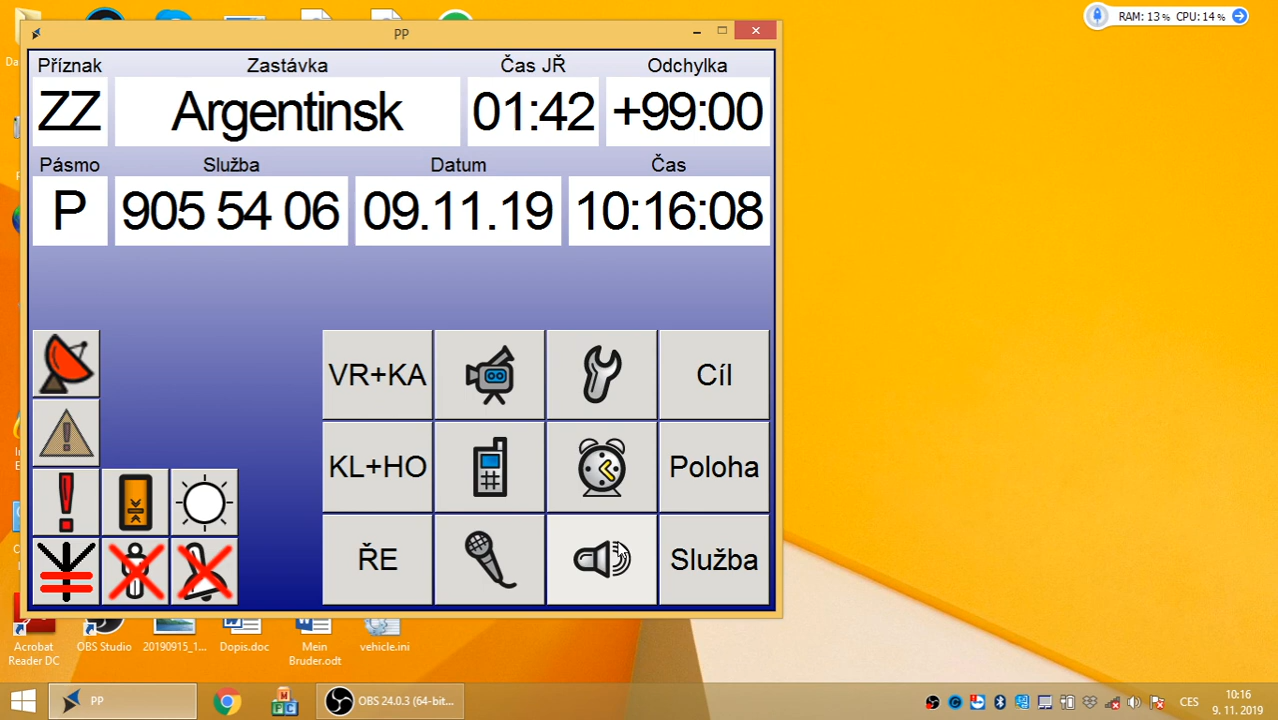 PP
RAM: 13 % CPU: 14 %
Příznak Zastávka Čas JŘ Odchylka
ZZ Argentinsk 01:42 +99:00
Pásmo Služba Datum Čas
P 905 54 06 09.11.19 10:16:08
VR+KA Cíl
KL+HO Poloha
ŘE Služba
Acrobat Reader DC
OBS Studio
20190915_1...
Dopis.doc
Mein Bruder.odt
vehicle.ini
PP
OBS 24.0.3 (64-bit...
CES
10:16
9. 11. 2019